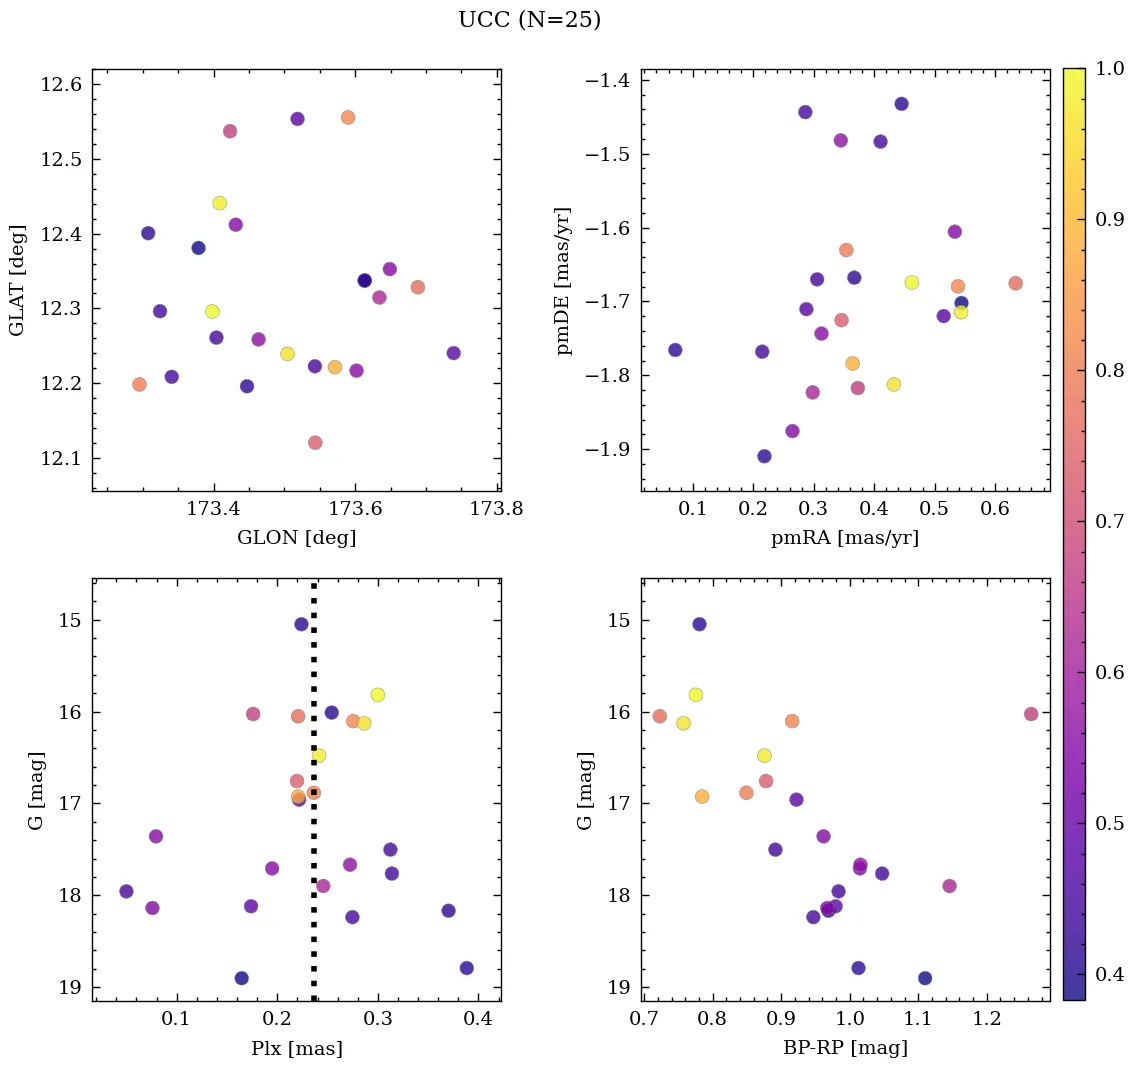 UCC (N=25)
12.6
12.5
12.4
12.3
12.2
12.1
GLAT [deg]
173.4 173.6 173.8
GLON [deg]
−1.4
−1.5
−1.6
−1.7
−1.8
−1.9
pmDE [mas/yr]
0.1 0.2 0.3 0.4 0.5 0.6
pmRA [mas/yr]
15
16
17
18
19
G [mag]
0.1 0.2 0.3 0.4
Plx [mas]
15
16
17
18
19
G [mag]
0.7 0.8 0.9 1.0 1.1 1.2
BP-RP [mag]
1.0
0.9
0.8
0.7
0.6
0.5
0.4